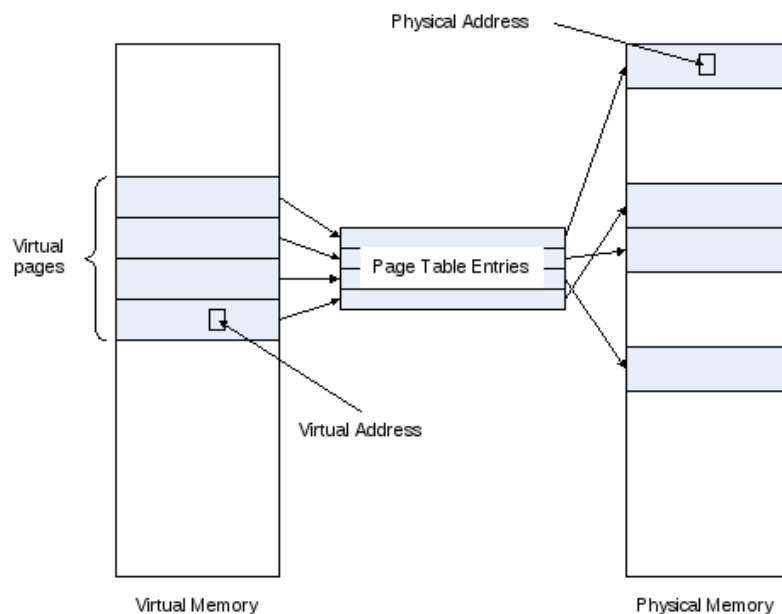 Physical Address
Virtual
pages
Page Table Entries
Virtual Address
Virtual Memory
Physical Memory